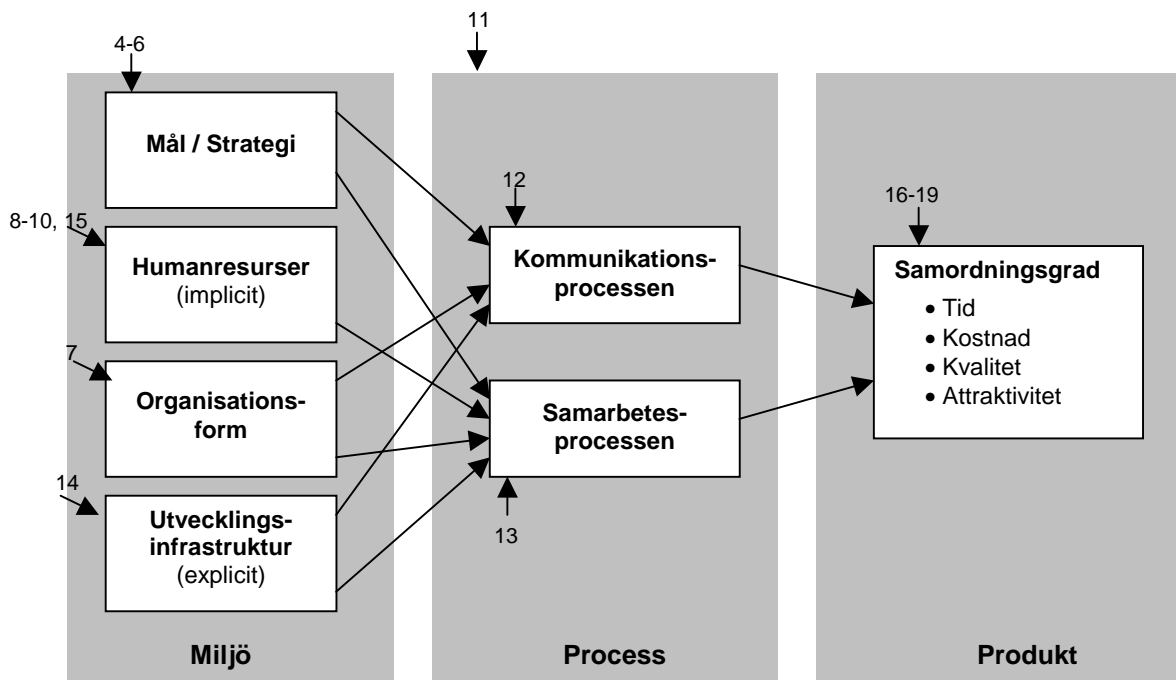 11
4-6
Mål / Strategi
8-10, 15
Humanresurser
(implicit)
7
Organisations-
form
14
Utvecklings-
infrastruktur
(explicit)
Miljö
12
Kommunikations-
processen
Samarbetes-
processen
13
Process
16-19
Samordningsgrad
• Tid
• Kostnad
• Kvalitet
• Attraktivitet
Produkt